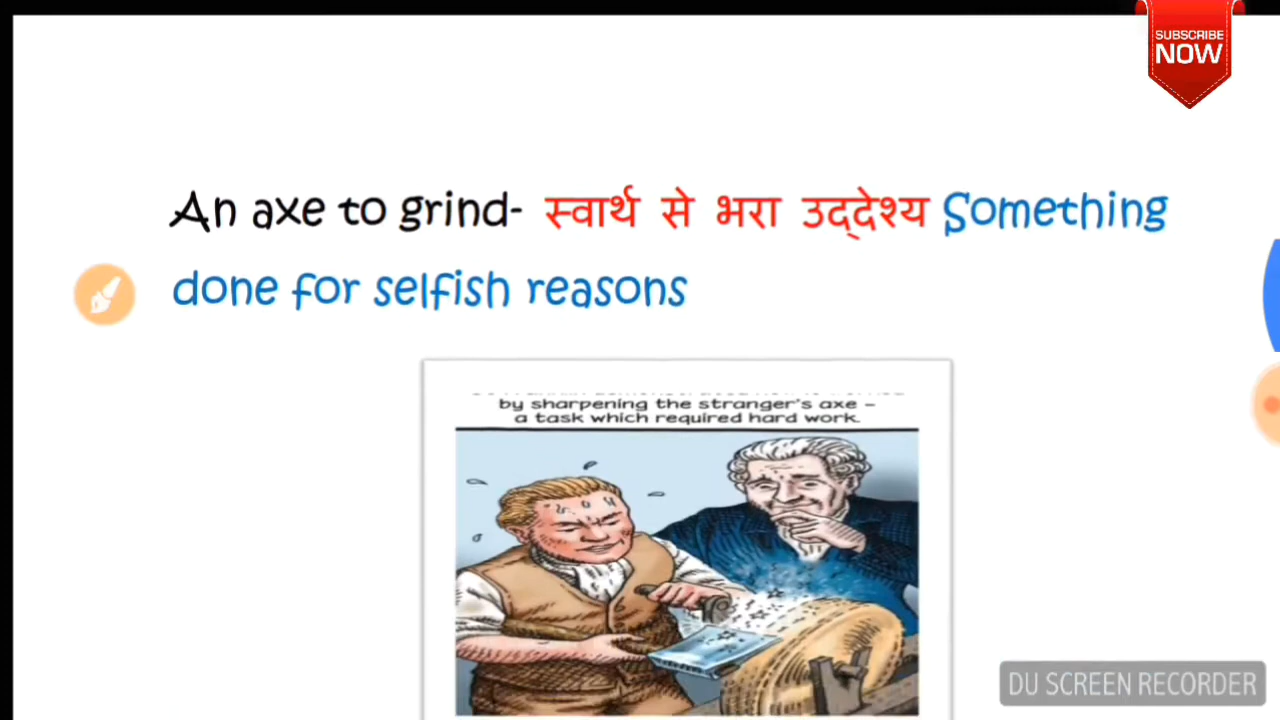 SUBSCRIBE
NOW
An axe to grind- स्वार्थ से भरा उद्देश्य Something
done for selfish reasons
by sharpening the stranger's axe –
a task which required hard work.
DU SCREEN RECORDER